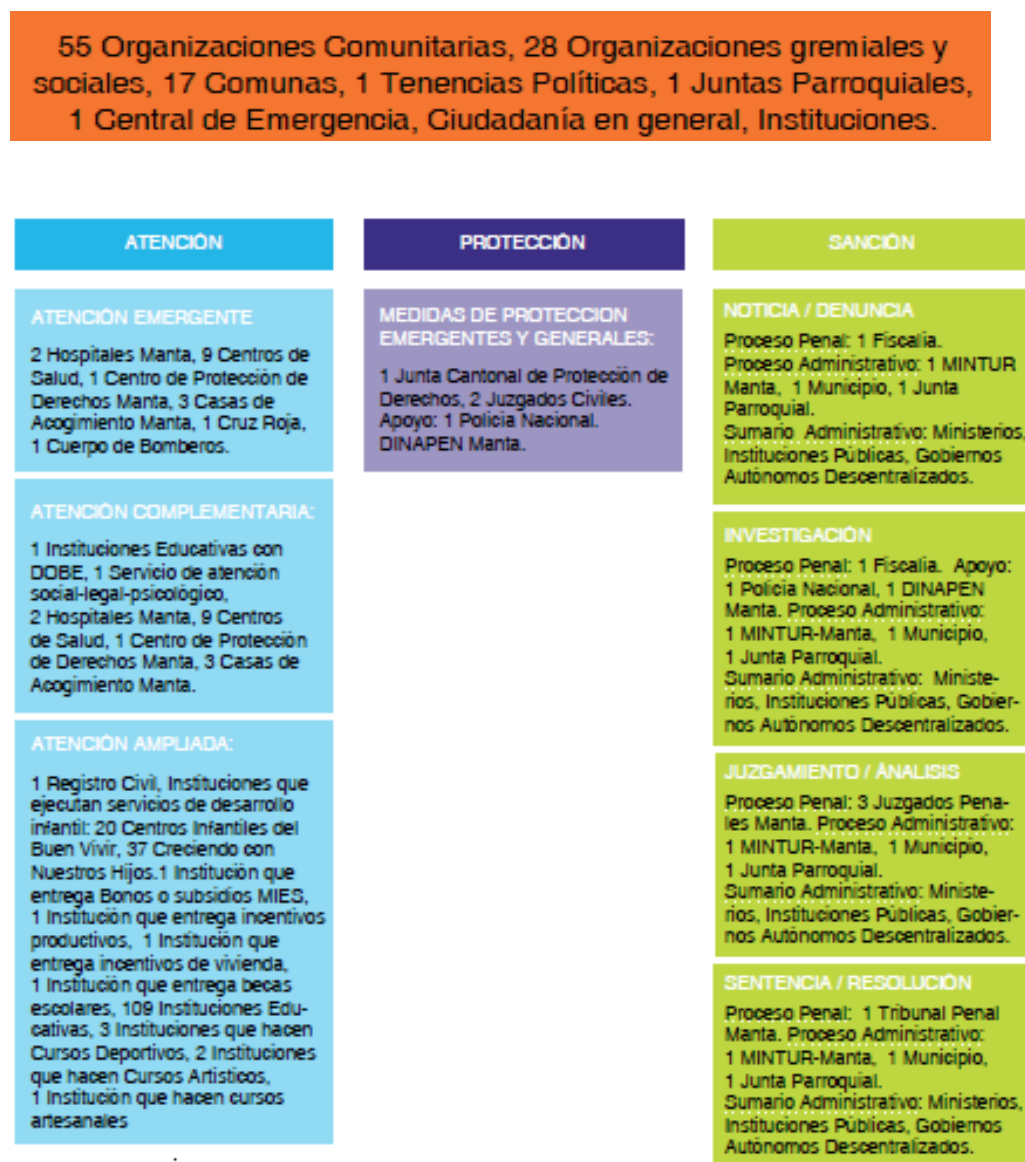 55 Organizaciones Comunitarias, 28 Organizaciones gremiales y
sociales, 17 Comunas, 1 Tenencias Políticas, 1 Juntas Parroquiales,
1 Central de Emergencia, Ciudadanía en general, Instituciones.
ATENCIÓN
ATENCIÓN EMERGENTE
2 Hospitales Manta, 9 Centros de
Salud, 1 Centro de Protección de
Derechos Manta, 3 Casas de
Acogimiento Manta, 1 Cruz Roja,
1 Cuerpo de Bomberos.
ATENCIÓN COMPLEMENTARIA:
1 Instituciones Educativas con
DOBE, 1 Servicio de atención
social-legal-psicológico,
2 Hospitales Manta, 9 Centros
de Salud, 1 Centro de Protección
de Derechos Manta, 3 Casas de
Acogimiento Manta.
ATENCIÓN AMPLIADA:
1 Registro Civil, Instituciones que
ejecutan servicios de desarrollo
infantil: 20 Centros Infantiles del
Buen Vivir, 37 Creciendo con
Nuestros Hijos.1 Institución que
entrega Bonos o subsidios MIES,
1 Institución que entrega incentivos
productivos, 1 Institución que
entrega incentivos de vivienda,
1 Institución que entrega becas
escolares, 109 Instituciones Edu-
cativas, 3 Instituciones que hacen
Cursos Deportivos, 2 Instituciones
que hacen Cursos Artísticos,
1 Institución que hacen cursos
artesanales
PROTECCIÓN
MEDIDAS DE PROTECCION
EMERGENTES Y GENERALES:
1 Junta Cantonal de Protección de
Derechos, 2 Juzgados Civiles.
Apoyo: 1 Policía Nacional.
DINAPEN Manta.
SANCIÓN
NOTICIA / DENUNCIA
Proceso Penal: 1 Fiscalía.
Proceso Administrativo: 1 MINTUR
Manta, 1 Municipio, 1 Junta
Parroquial.
Sumario Administrativo: Ministerios,
Instituciones Públicas, Gobiernos
Autónomos Descentralizados.
INVESTIGACIÓN
Proceso Penal: 1 Fiscalía. Apoyo:
1 Policía Nacional, 1 DINAPEN
Manta. Proceso Administrativo:
1 MINTUR-Manta, 1 Municipio,
1 Junta Parroquial.
Sumario Administrativo: Ministe-
rios, Instituciones Públicas, Gobier-
nos Autónomos Descentralizados.
JUZGAMIENTO / ÁNALISIS
Proceso Penal: 3 Juzgados Pena-
les Manta. Proceso Administrativo:
1 MINTUR-Manta, 1 Municipio,
1 Junta Parroquial.
Sumario Administrativo: Ministe-
rios, Instituciones Públicas, Gobier-
nos Autónomos Descentralizados.
SENTENCIA / RESOLUCIÓN
Proceso Penal: 1 Tribunal Penal
Manta. Proceso Administrativo:
1 MINTUR-Manta, 1 Municipio,
1 Junta Parroquial.
Sumario Administrativo: Ministerios,
Instituciones Públicas, Gobiernos
Autónomos Descentralizados.